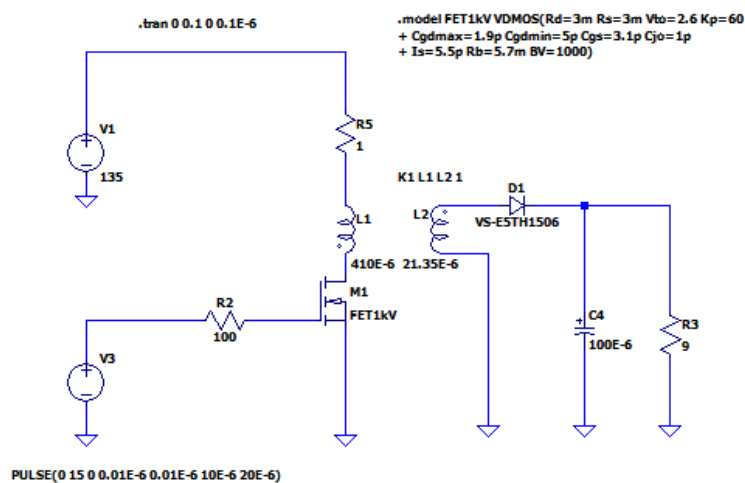 .tran 0 0.1 0 0.1E-6
.model FET1kV VDMOS(Rd=3m Rs=3m Vto=2.6 Kp=60
+ Cgdmax=1.9p Cgdmin=5p Cgs=3.1p Cjo=1p
+ Is=5.5p Rb=5.7m BV=1000)
V1
135
R5
1
K1 L1 L2 1
L1
410E-6
L2
21.35E-6
D1
VS-E5TH1506
M1
FET1kV
R2
100
V3
C4
100E-6
R3
9
PULSE(0 15 0 0.01E-6 0.01E-6 10E-6 20E-6)